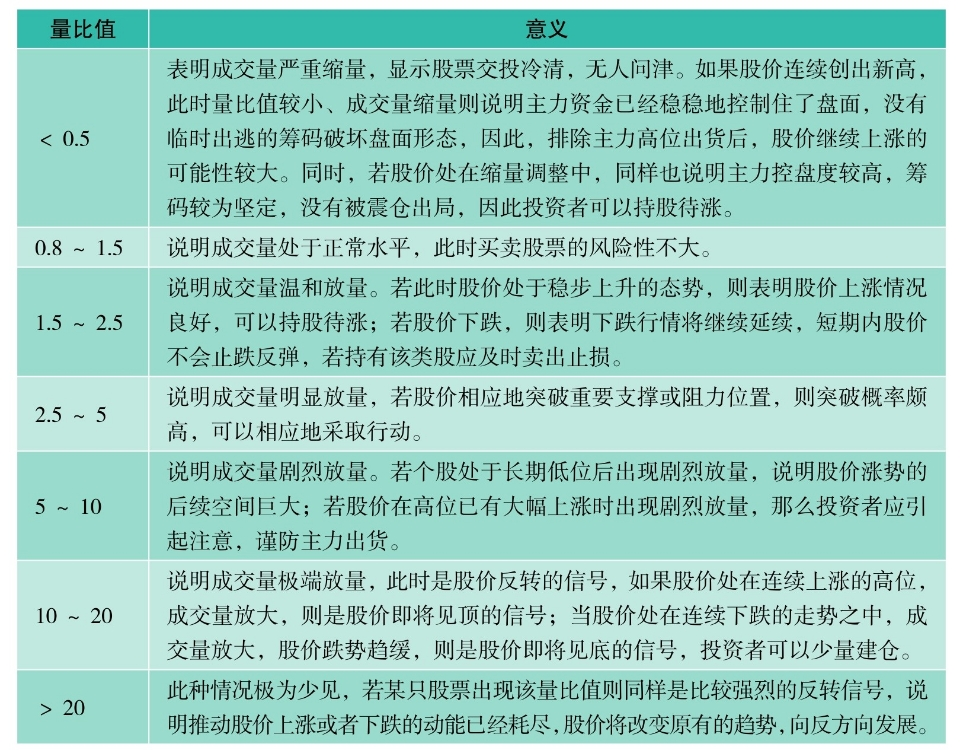 量比值 意义
表明成交量严重缩量，显示股票交投冷清，无人问津。如果股价连续创出新高，
此时量比值较小、成交量缩量则说明主力资金已经稳稳地控制住了盘面，没有
< 0.5 临时出逃的筹码破坏盘面形态，因此，排除主力高位出货后，股价继续上涨的
可能性较大。同时，若股价处在缩量调整中，同样也说明主力控盘度较高，筹
码较为坚定，没有被震仓出局，因此投资者可以持股待涨。
0.8 ~ 1.5 说明成交量处于正常水平，此时买卖股票的风险性不大。
说明成交量温和放量。若此时股价处于稳步上升的态势，则表明股价上涨情况
1.5 ~ 2.5 良好，可以持股待涨；若股价下跌，则表明下跌行情将继续延续，短期内股价
不会止跌反弹，若持有该类股应及时卖出止损。
2.5 ~ 5 说明成交量明显放量，若股价相应地突破重要支撑或阻力位置，则突破概率颇
高，可以相应地采取行动。
说明成交量剧烈放量。若个股处于长期低位后出现剧烈放量，说明股价涨势的
5 ~ 10 后续空间巨大；若股价在高位已有大幅上涨时出现剧烈放量，那么投资者应引
起注意，谨防主力出货。
说明成交量极端放量，此时是股价反转的信号，如果股价处在连续上涨的高位，
10 ~ 20 成交量放大，则是股价即将见顶的信号；当股价处在连续下跌的走势之中，成
交量放大，股价跌势趋缓，则是股价即将见底的信号，投资者可以少量建仓。
> 20 此种情况极为少见，若某只股票出现该量比值则同样是比较强烈的反转信号，说
明推动股价上涨或者下跌的动能已经耗尽，股价将改变原有的趋势，向反方向发展。